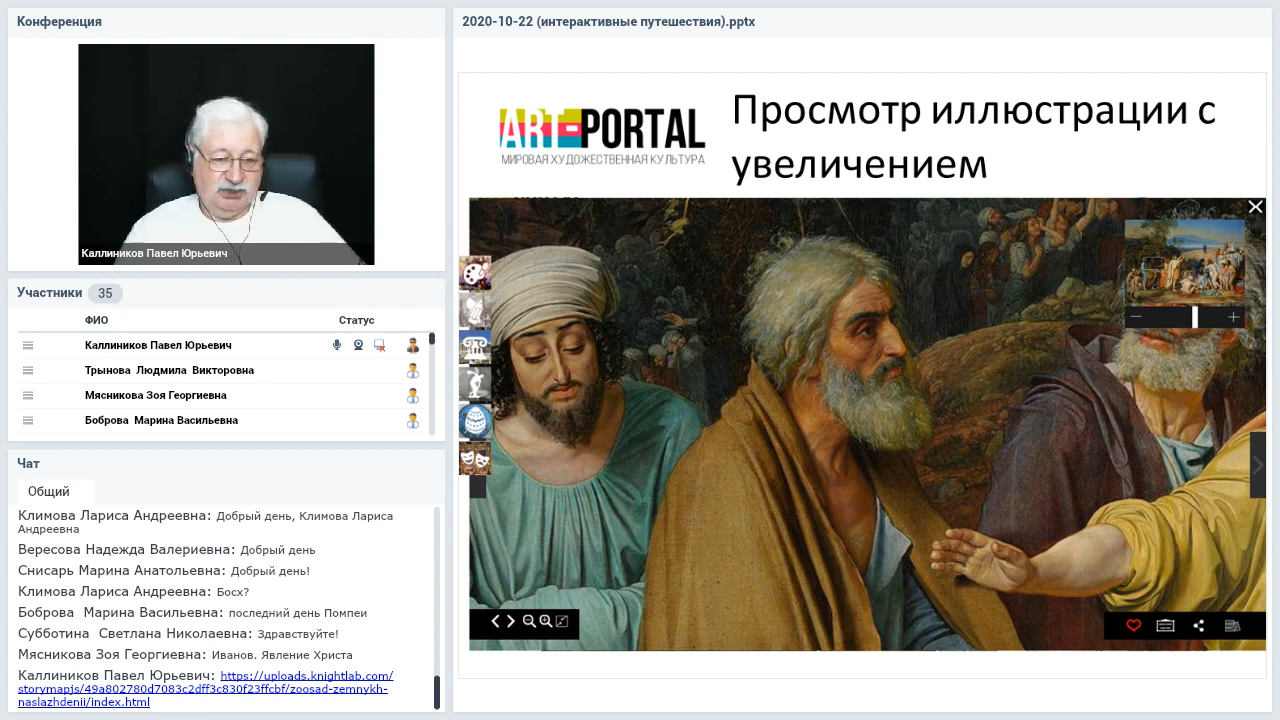 Конференция
Каллиников Павел Юрьевич
Участники 35
ФИО Статус
Каллиников Павел Юрьевич
Трынова Людмила Викторовна
Мясникова Зоя Георгиевна
Боброва Марина Васильевна
Чат
Общий
Климова Лариса Андреевна: Добрый день, Климова Лариса
Андреевна
Вересова Надежда Валериевна: Добрый день
Снисарь Марина Анатольевна: Добрый день!
Климова Лариса Андреевна: Босх?
Боброва Марина Васильевна: последний день Помпеи
Субботина Светлана Николаевна: Здравствуйте!
Мясникова Зоя Георгиевна: Иванов. Явление Христа
Каллиников Павел Юрьевич: https://uploads.knightlab.com/
storymapjs/49a802780d7083c2dff3c830f23ffcbf/zoosad-zemnykh-
naslazhdenii/index.html
2020-10-22 (интерактивные путешествия).pptx
ART-PORTAL
МИРОВАЯ ХУДОЖЕСТВЕННАЯ КУЛЬТУРА
Просмотр иллюстрации с
увеличением